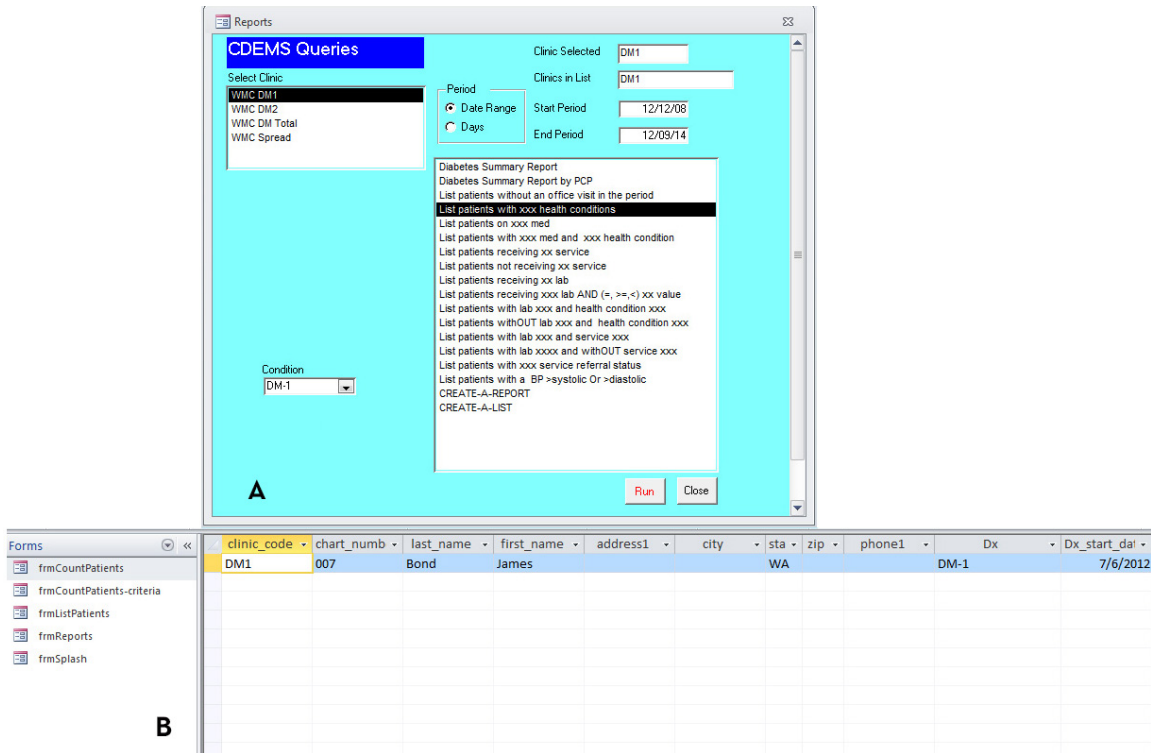 Reports
CDEMS Queries
Select Clinic
WMC DM1
WMC DM2
WMC DM Total
WMC Spread
Period
Date Range
Days
Clinic Selected DM1
Clinics in List DM1
Start Period 12/12/08
End Period 12/09/14
Diabetes Summary Report
Diabetes Summary Report by PCP
List patients without an office visit in the period
List patients with xxx health conditions
List patients on xxx med
List patients with xxx med and xxx health condition
List patients receiving xx service
List patients not receiving xx service
List patients receiving xx lab
List patients receiving xxx lab AND (=, >=,<) xx value
List patients with lab xxx and health condition xxx
List patients withOUT lab xxx and health condition xxx
List patients with lab xxx and service xxx
List patients with lab xxxx and withOUT service xxx
List patients with xxx service referral status
List patients with a BP >systolic Or >diastolic
CREATE-A-REPORT
CREATE-A-LIST
Condition
DM-1
A
Run Close
Forms
frmCountPatients
frmCountPatients-criteria
frmListPatients
frmReports
frmSplash
B
clinic_code chart_numb last_name first_name address1 city sta zip phone1 Dx Dx_start_dat
DM1 007 Bond James WA DM-1 7/6/2012